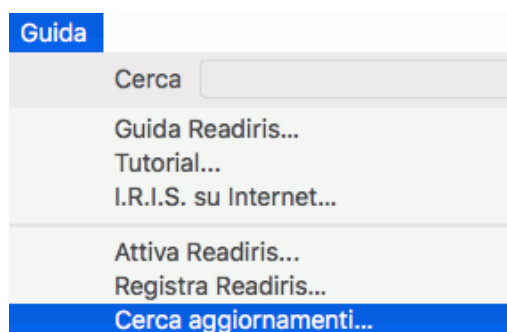 Guida
Cerca
Guida Readiris...
Tutorial...
I.R.I.S. su Internet...
Attiva Readiris...
Registra Readiris...
Cerca aggiornamenti...